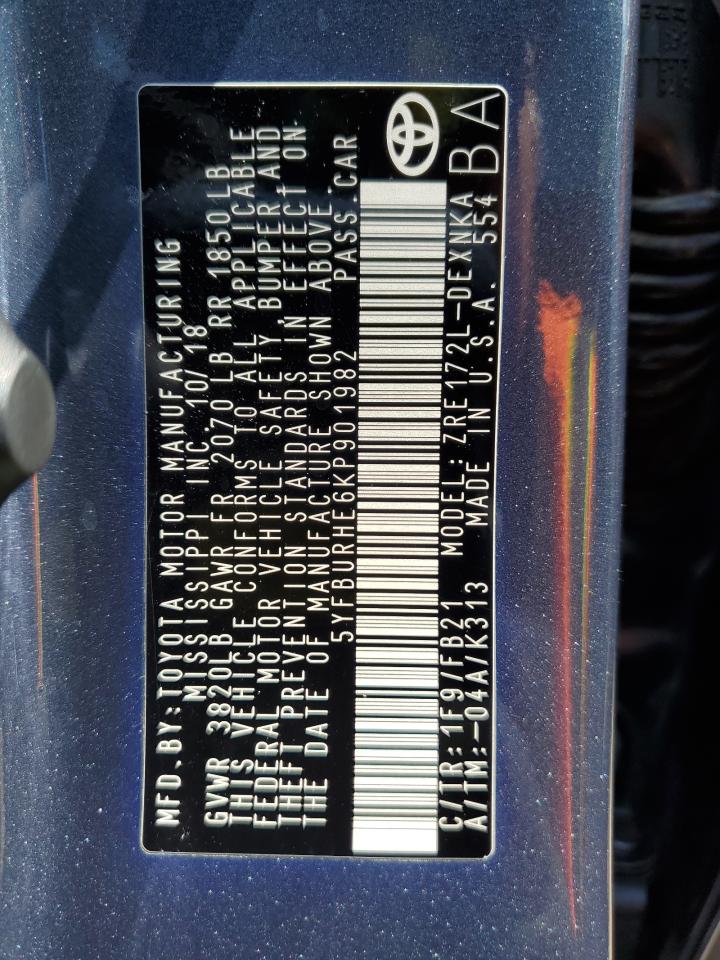 MFD.BY:TOYOTA MOTOR MANUFACTURING
MISSISSIPPI INC.10/18
GVWR 3820LB GAWR FR 2070 LB RR 1850LB
THIS VEHICLE CONFORMS TO ALL APPLICABLE
FEDERAL MOTOR VEHICLE SAFETY, BUMPER AND
THEFT PREVENTION STANDARDS IN EFFECT ON
THE DATE OF MANUFACTURE SHOWN ABOVE.
5YFBURHE6KP901982 PASS.CAR
C/TR:1F9/FB21 MODEL:ZRE172L-DEXNKA
A/TM:-04A/K313 MADE IN U.S.A. 554
BA